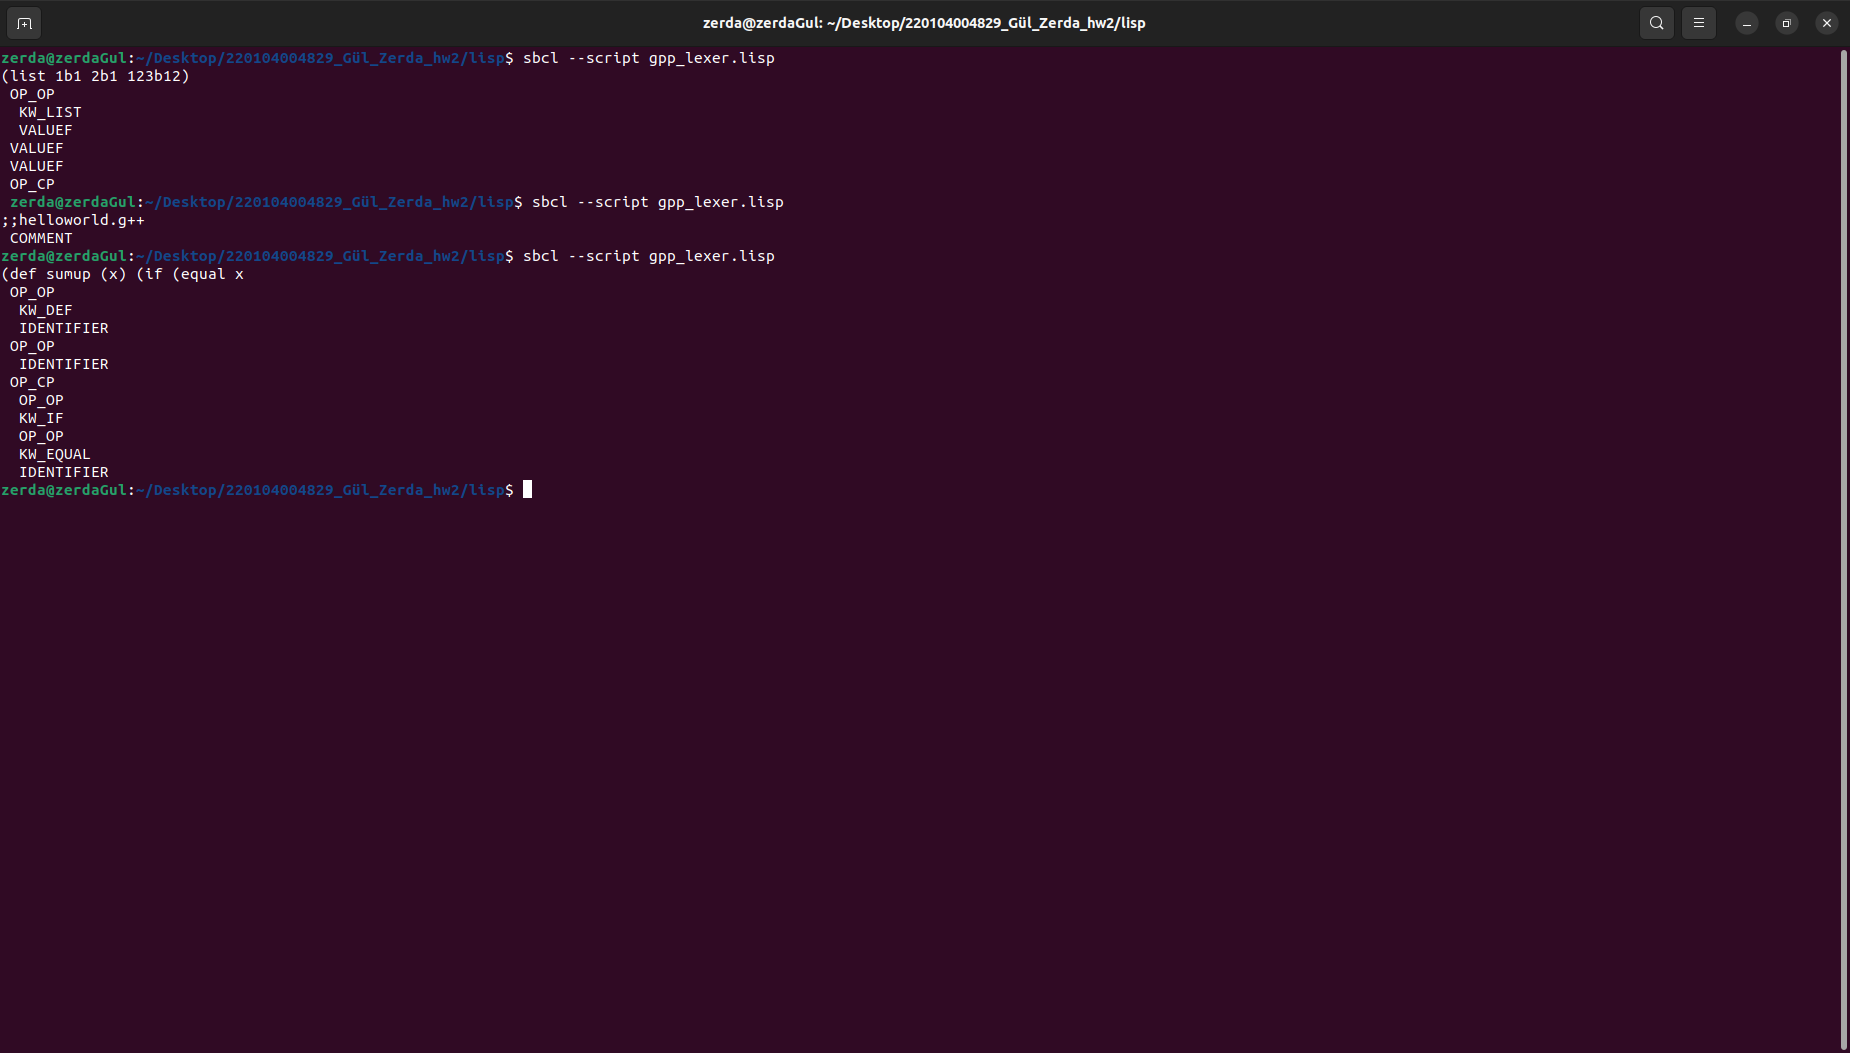 zerda@zerdaGul: ~/Desktop/220104004829_Gül_Zerda_hw2/lisp
zerda@zerdaGul:~/Desktop/220104004829_Gül_Zerda_hw2/lisp$ sbcl --script gpp_lexer.lisp
(list 1b1 2b1 123b12)
OP_OP
KW_LIST
VALUEF
VALUEF
VALUEF
OP_CP
zerda@zerdaGul:~/Desktop/220104004829_Gül_Zerda_hw2/lisp$ sbcl --script gpp_lexer.lisp
;;helloworld.g++
COMMENT
zerda@zerdaGul:~/Desktop/220104004829_Gül_Zerda_hw2/lisp$ sbcl --script gpp_lexer.lisp
(def sumup (x) (if (equal x
OP_OP
KW_DEF
IDENTIFIER
OP_OP
IDENTIFIER
OP_CP
OP_OP
KW_IF
OP_OP
KW_EQUAL
IDENTIFIER
zerda@zerdaGul:~/Desktop/220104004829_Gül_Zerda_hw2/lisp$